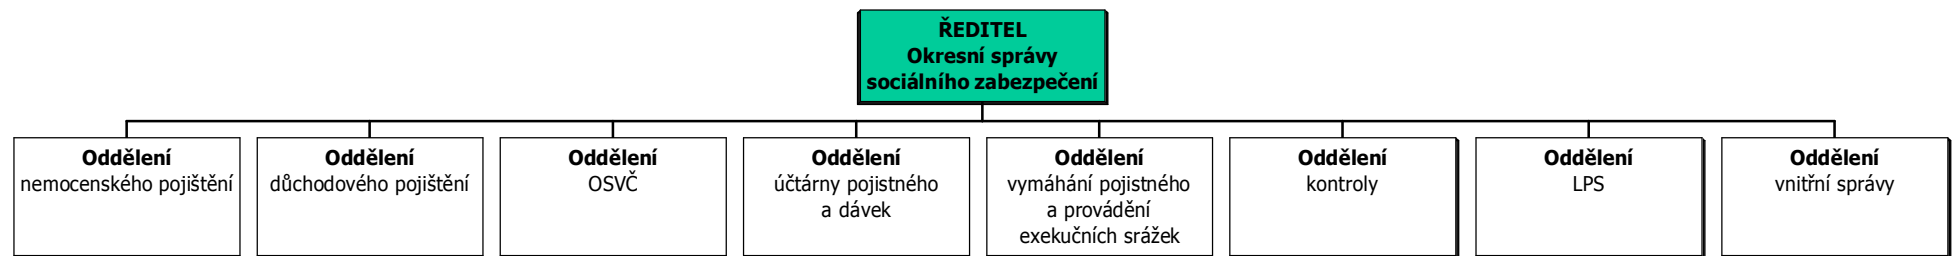 ŘEDITEL
Okresní správy
sociálního zabezpečení
Oddělení
nemocenského pojištění
Oddělení
důchodového pojištění
Oddělení
OSVČ
Oddělení
účtárny pojistného
a dávek
Oddělení
vymáhání pojistného
a provádění
exekučních srážek
Oddělení
kontroly
Oddělení
LPS
Oddělení
vnitřní správy